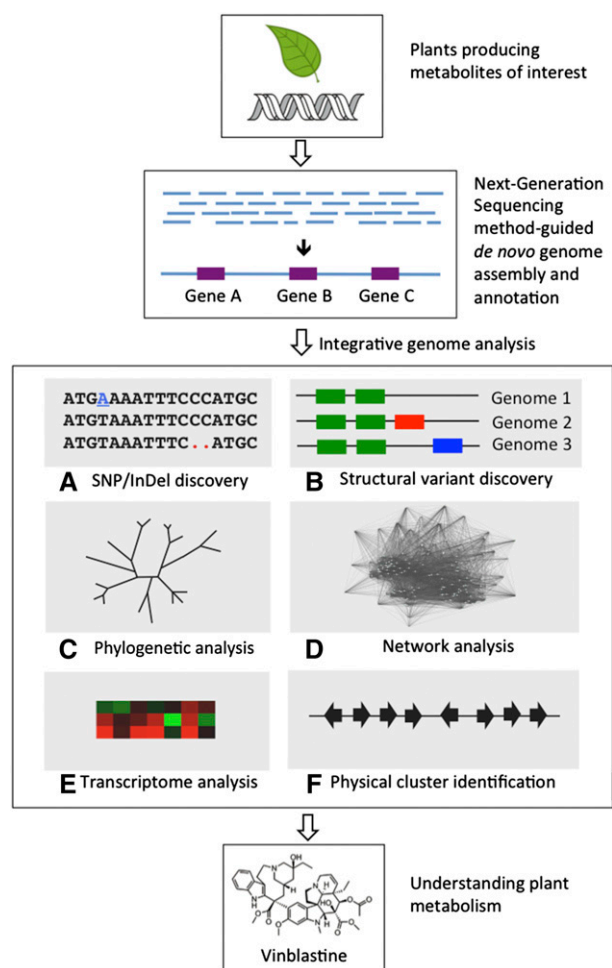 Plants producing
metabolites of interest
Next-Generation
Sequencing
method-guided
de novo genome
assembly and
annotation
Gene A Gene B Gene C
Integrative genome analysis
ATGAAAATTTCCCATGC
ATGTAAATTTCCCATGC
ATGTAAATTTC..ATGC
A SNP/InDel discovery
Genome 1
Genome 2
Genome 3
B Structural variant discovery
C Phylogenetic analysis
D Network analysis
E Transcriptome analysis
F Physical cluster identification
N
OH
H
N
H
O
O
O
O
N
N
H
H
HO
O
O
O
O
Vinblastine
Understanding plant
metabolism